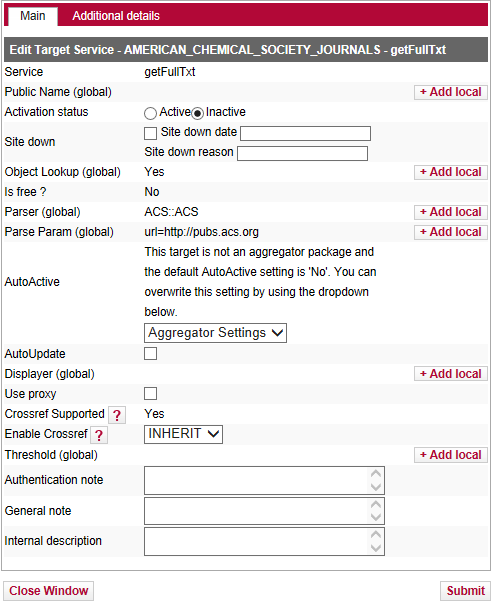 Main Additional details
Edit Target Service - AMERICAN_CHEMICAL_SOCIETY_JOURNALS - getFullTxt
Service getFullTxt
Public Name (global) + Add local
Activation status Active Inactive
Site down Site down date
Site down reason
Object Lookup (global) Yes + Add local
Is free ? No
Parser (global) ACS::ACS + Add local
Parse Param (global) url=http://pubs.acs.org + Add local
AutoActive This target is not an aggregator package and
the default AutoActive setting is 'No'. You can
overwrite this setting by using the dropdown
below.
Aggregator Settings
AutoUpdate
Displayer (global) + Add local
Use proxy
Crossref Supported ? Yes
Enable Crossref ? INHERIT
Threshold (global) + Add local
Authentication note
General note
Internal description
Close Window Submit